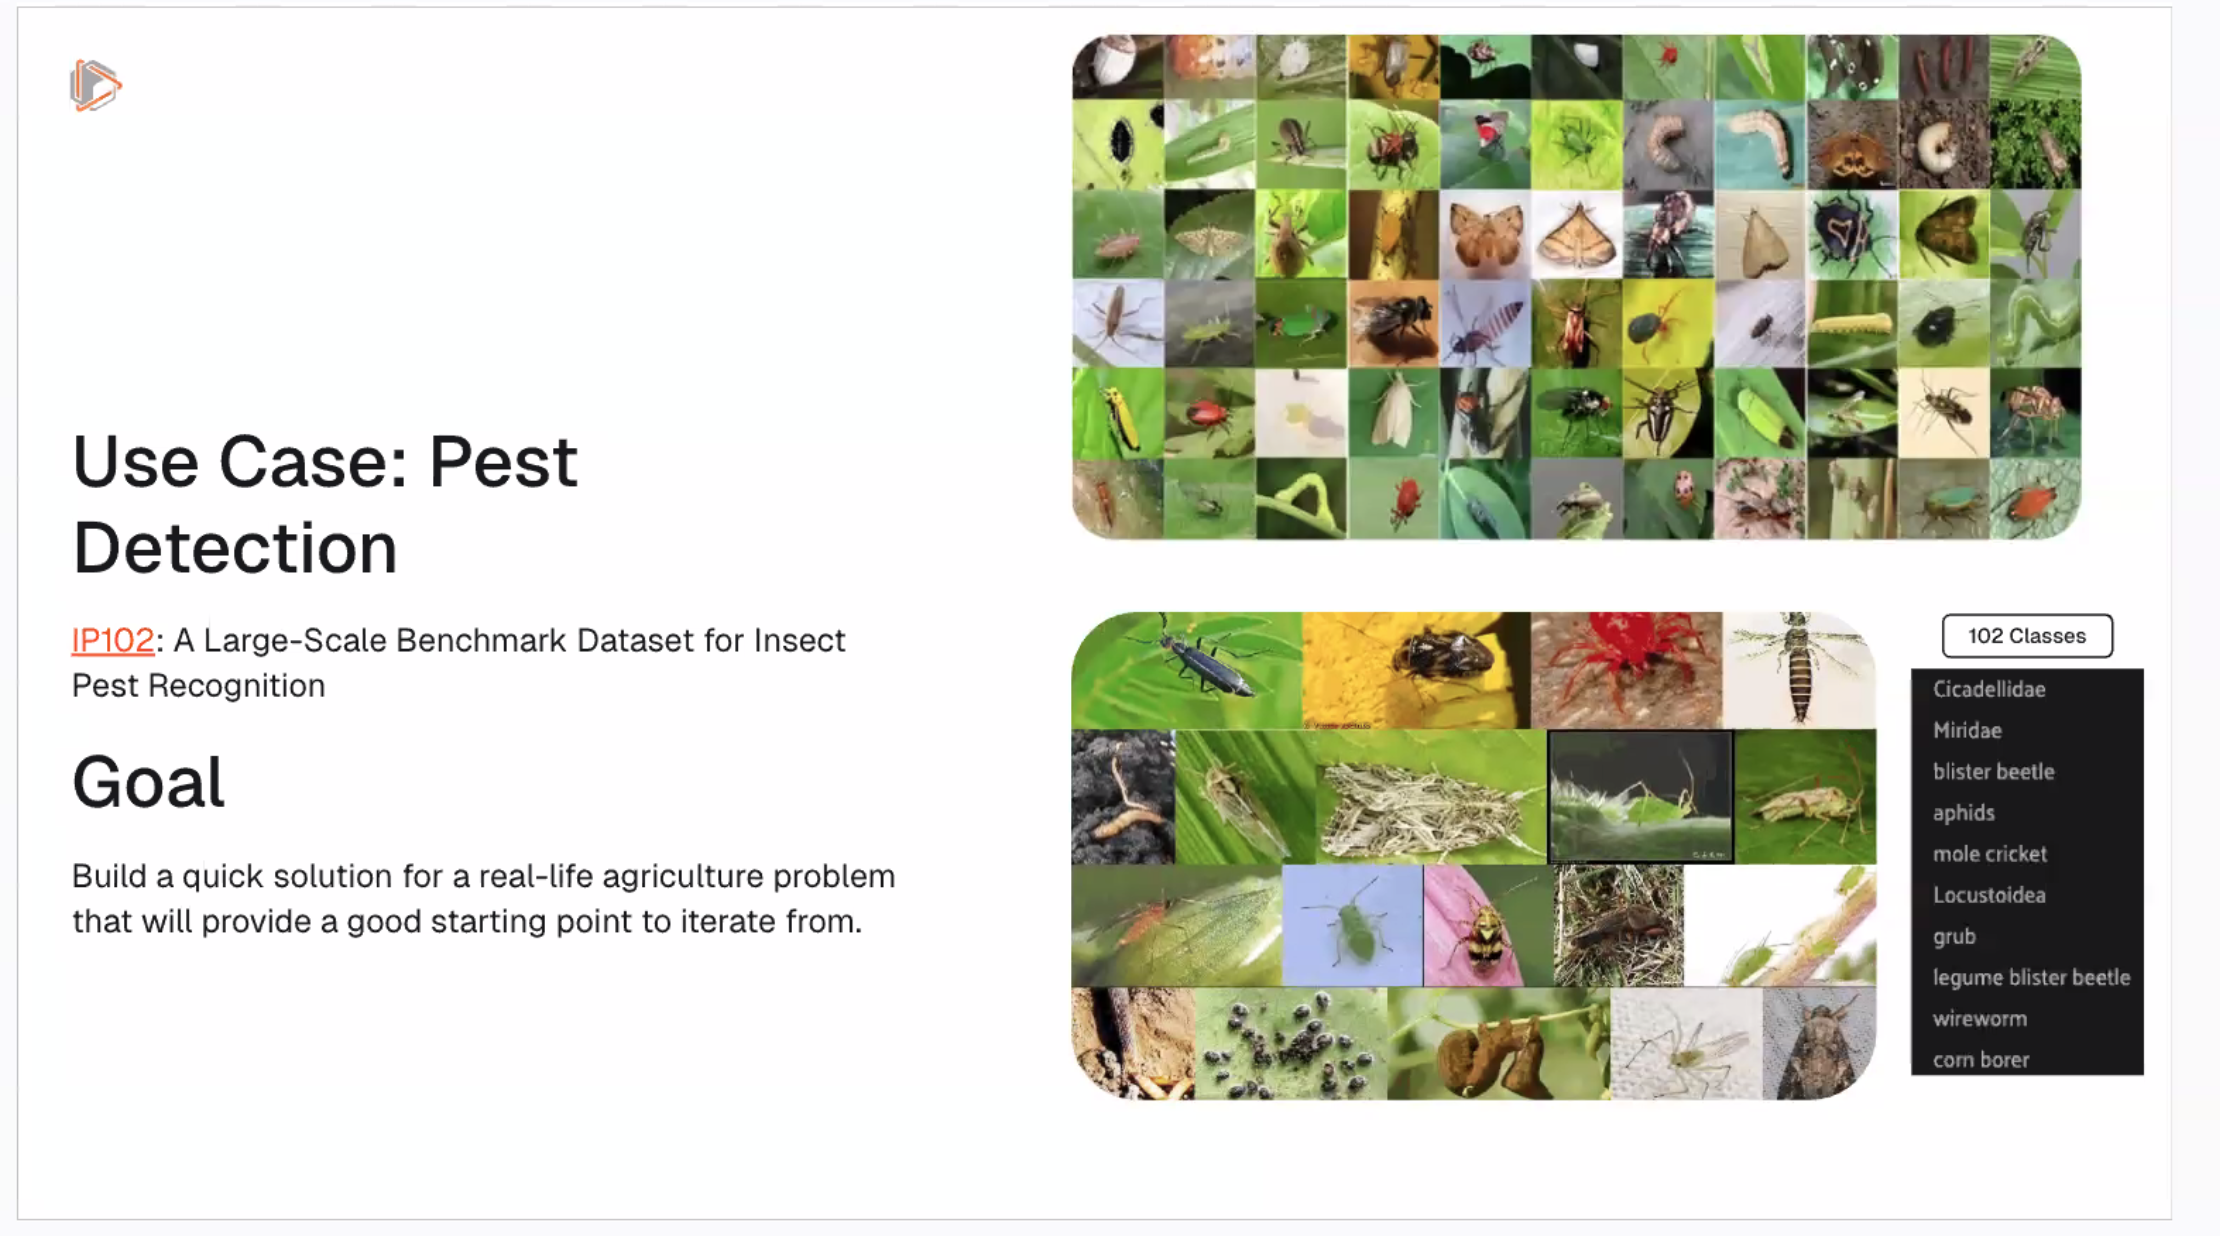 Use Case: Pest
Detection
IP102: A Large-Scale Benchmark Dataset for Insect
Pest Recognition
Goal
Build a quick solution for a real-life agriculture problem
that will provide a good starting point to iterate from.
102 Classes
Cicadellidae
Miridae
blister beetle
aphids
mole cricket
Locustoidea
grub
legume blister beetle
wireworm
corn borer